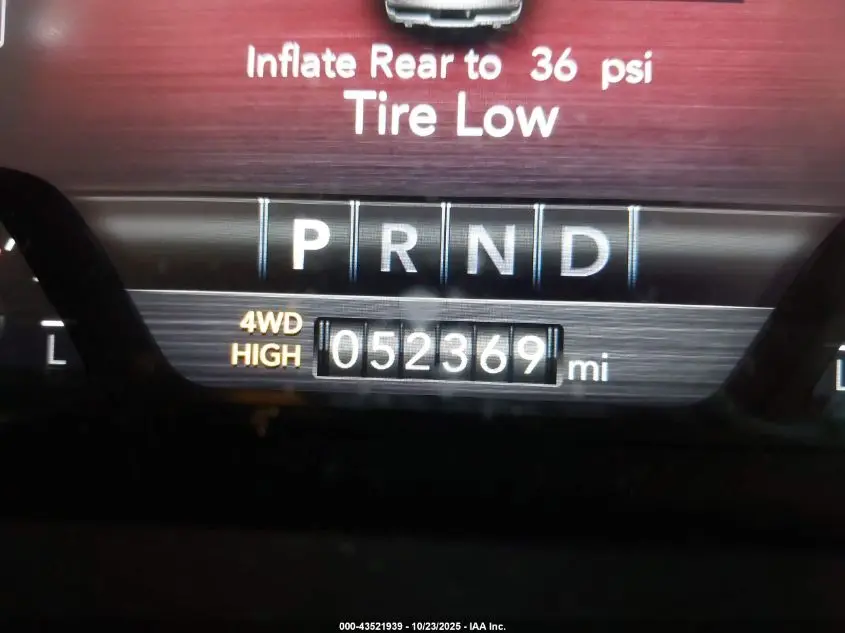 Inflate Rear to 36 psi
Tire Low
P R N D
4WD
HIGH
052369 mi
L
L
000-43521939 - 10/23/2025 - IAA Inc.